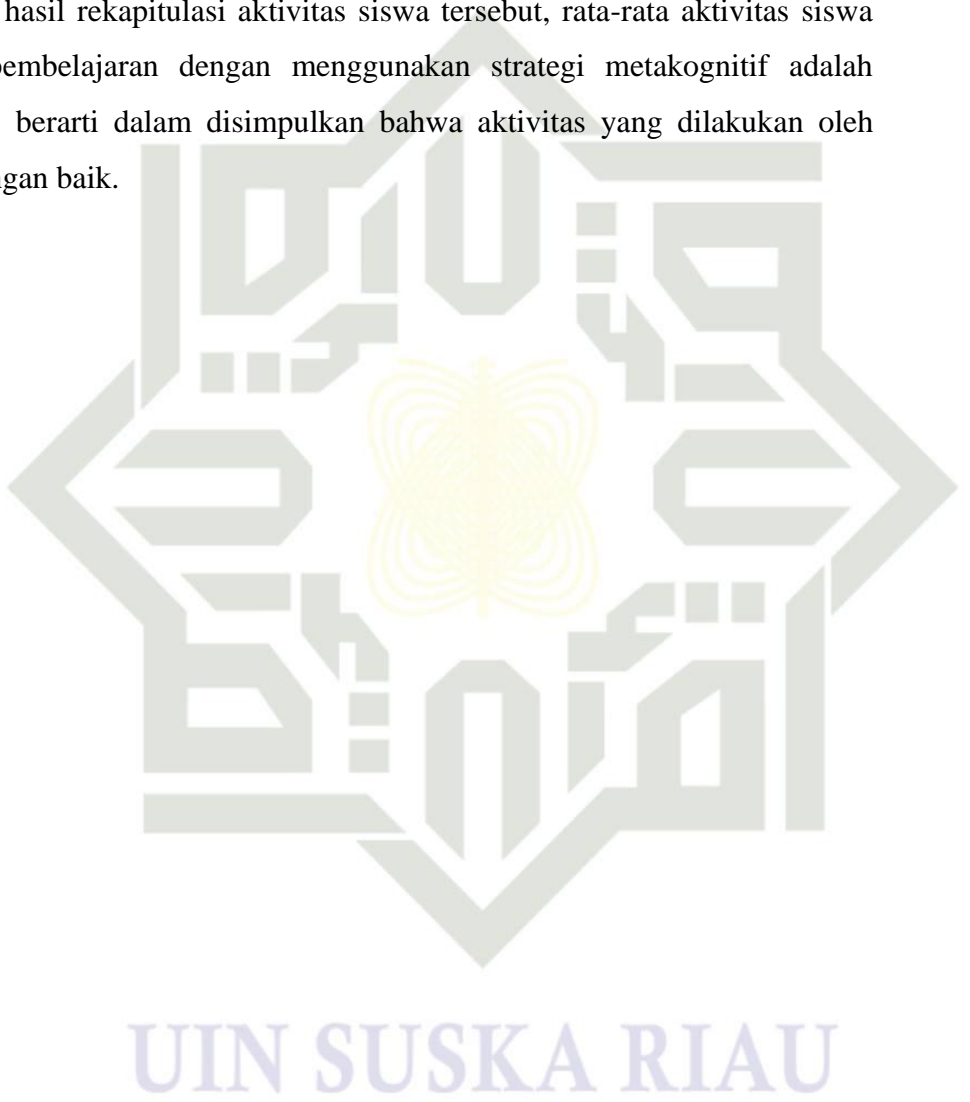 hasil rekapitulasi aktivitas siswa tersebut, rata-rata aktivitas siswa
pembelajaran dengan menggunakan strategi metakognitif adalah
berarti dalam disimpulkan bahwa aktivitas yang dilakukan oleh
ngan baik.
UIN SUSKA RIAU